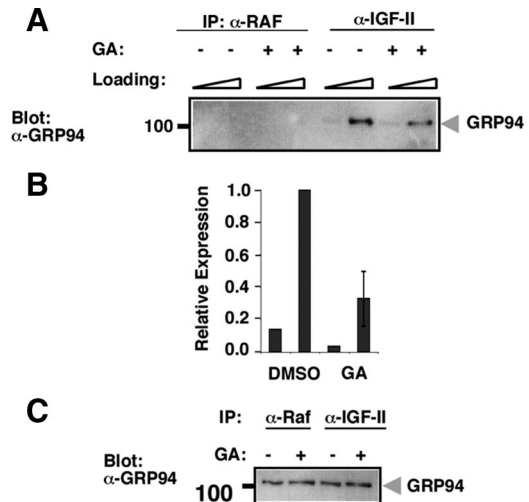 A
IP: α-RAF α-IGF-II
GA: - - + + - - + +
Loading:
Blot:
α-GRP94
100
GRP94
B
Relative Expression
1.0
0.8
0.6
0.4
0.2
0.0
DMSO GA
C
IP: α-Raf α-IGF-II
GA: - + - +
Blot:
α-GRP94
100
GRP94